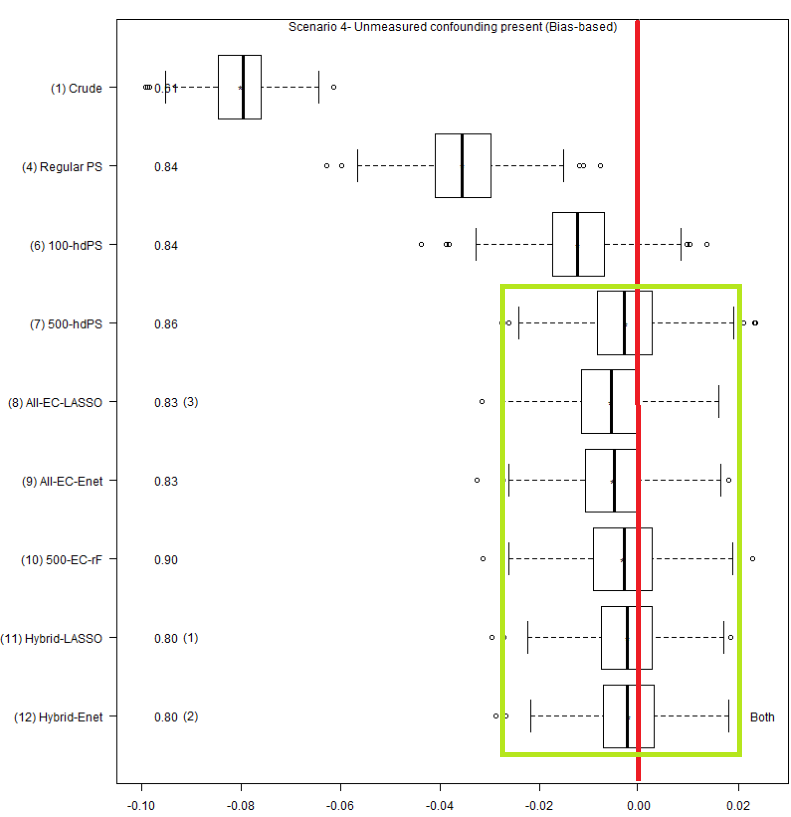 Scenario 4- Unmeasured confounding present (Bias-based)
(1) Crude 0.61
(4) Regular PS 0.84
(6) 100-hdPS 0.84
(7) 500-hdPS 0.86
(8) All-EC-LASSO 0.83 (3)
(9) All-EC-Enet 0.83
(10) 500-EC-rF 0.90
(11) Hybrid-LASSO 0.80 (1)
(12) Hybrid-Enet 0.80 (2) Both
-0.10 -0.08 -0.06 -0.04 -0.02 0.00 0.02